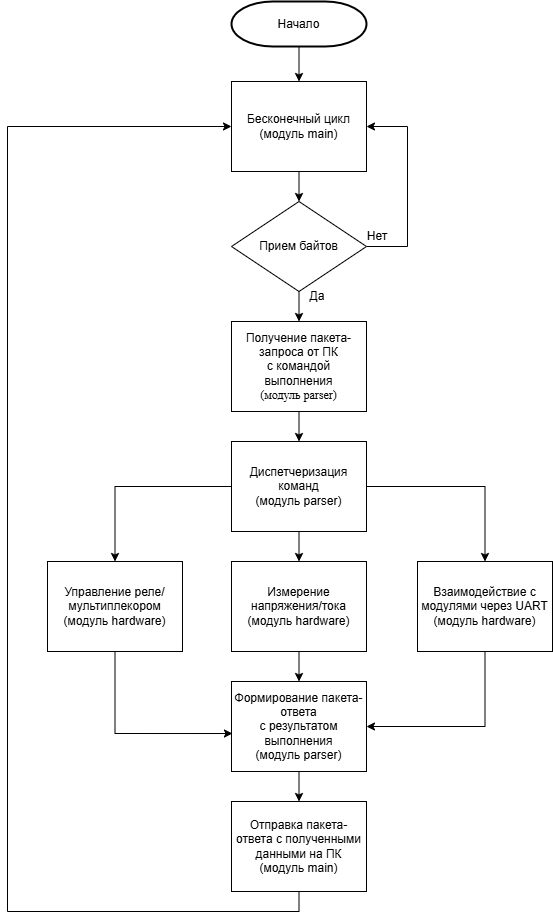 Начало
Бесконечный цикл
(модуль main)
Прием байтов
Нет
Да
Получение пакета-
запроса от ПК
с командой
выполнения
(модуль parser)
Диспетчеризация
команд
(модуль parser)
Управление реле/
мультиплекором
(модуль hardware)
Измерение
напряжения/тока
(модуль hardware)
Взаимодействие с
модулями через UART
(модуль hardware)
Формирование пакета-
ответа
с результатом
выполнения
(модуль parser)
Отправка пакета-
ответа с полученными
данными на ПК
(модуль main)